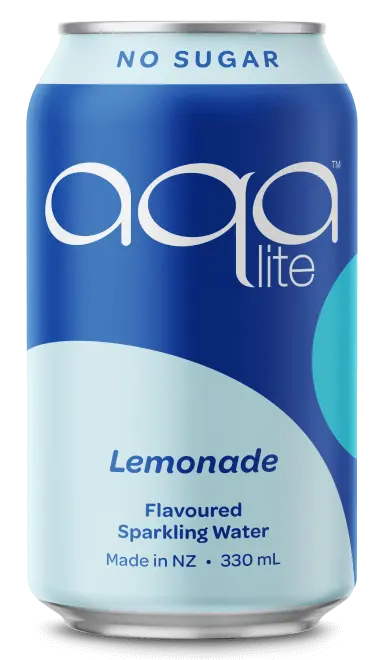 NO SUGAR
aqa™
lite
Lemonade
Flavoured
Sparkling Water
Made in NZ • 330 mL